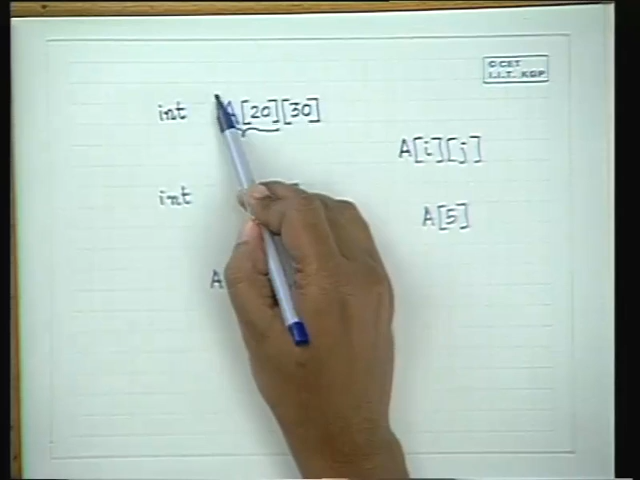 © CET
I.I.T. KGP
int A[20][30]
A[i][j]
int
A[5]
A